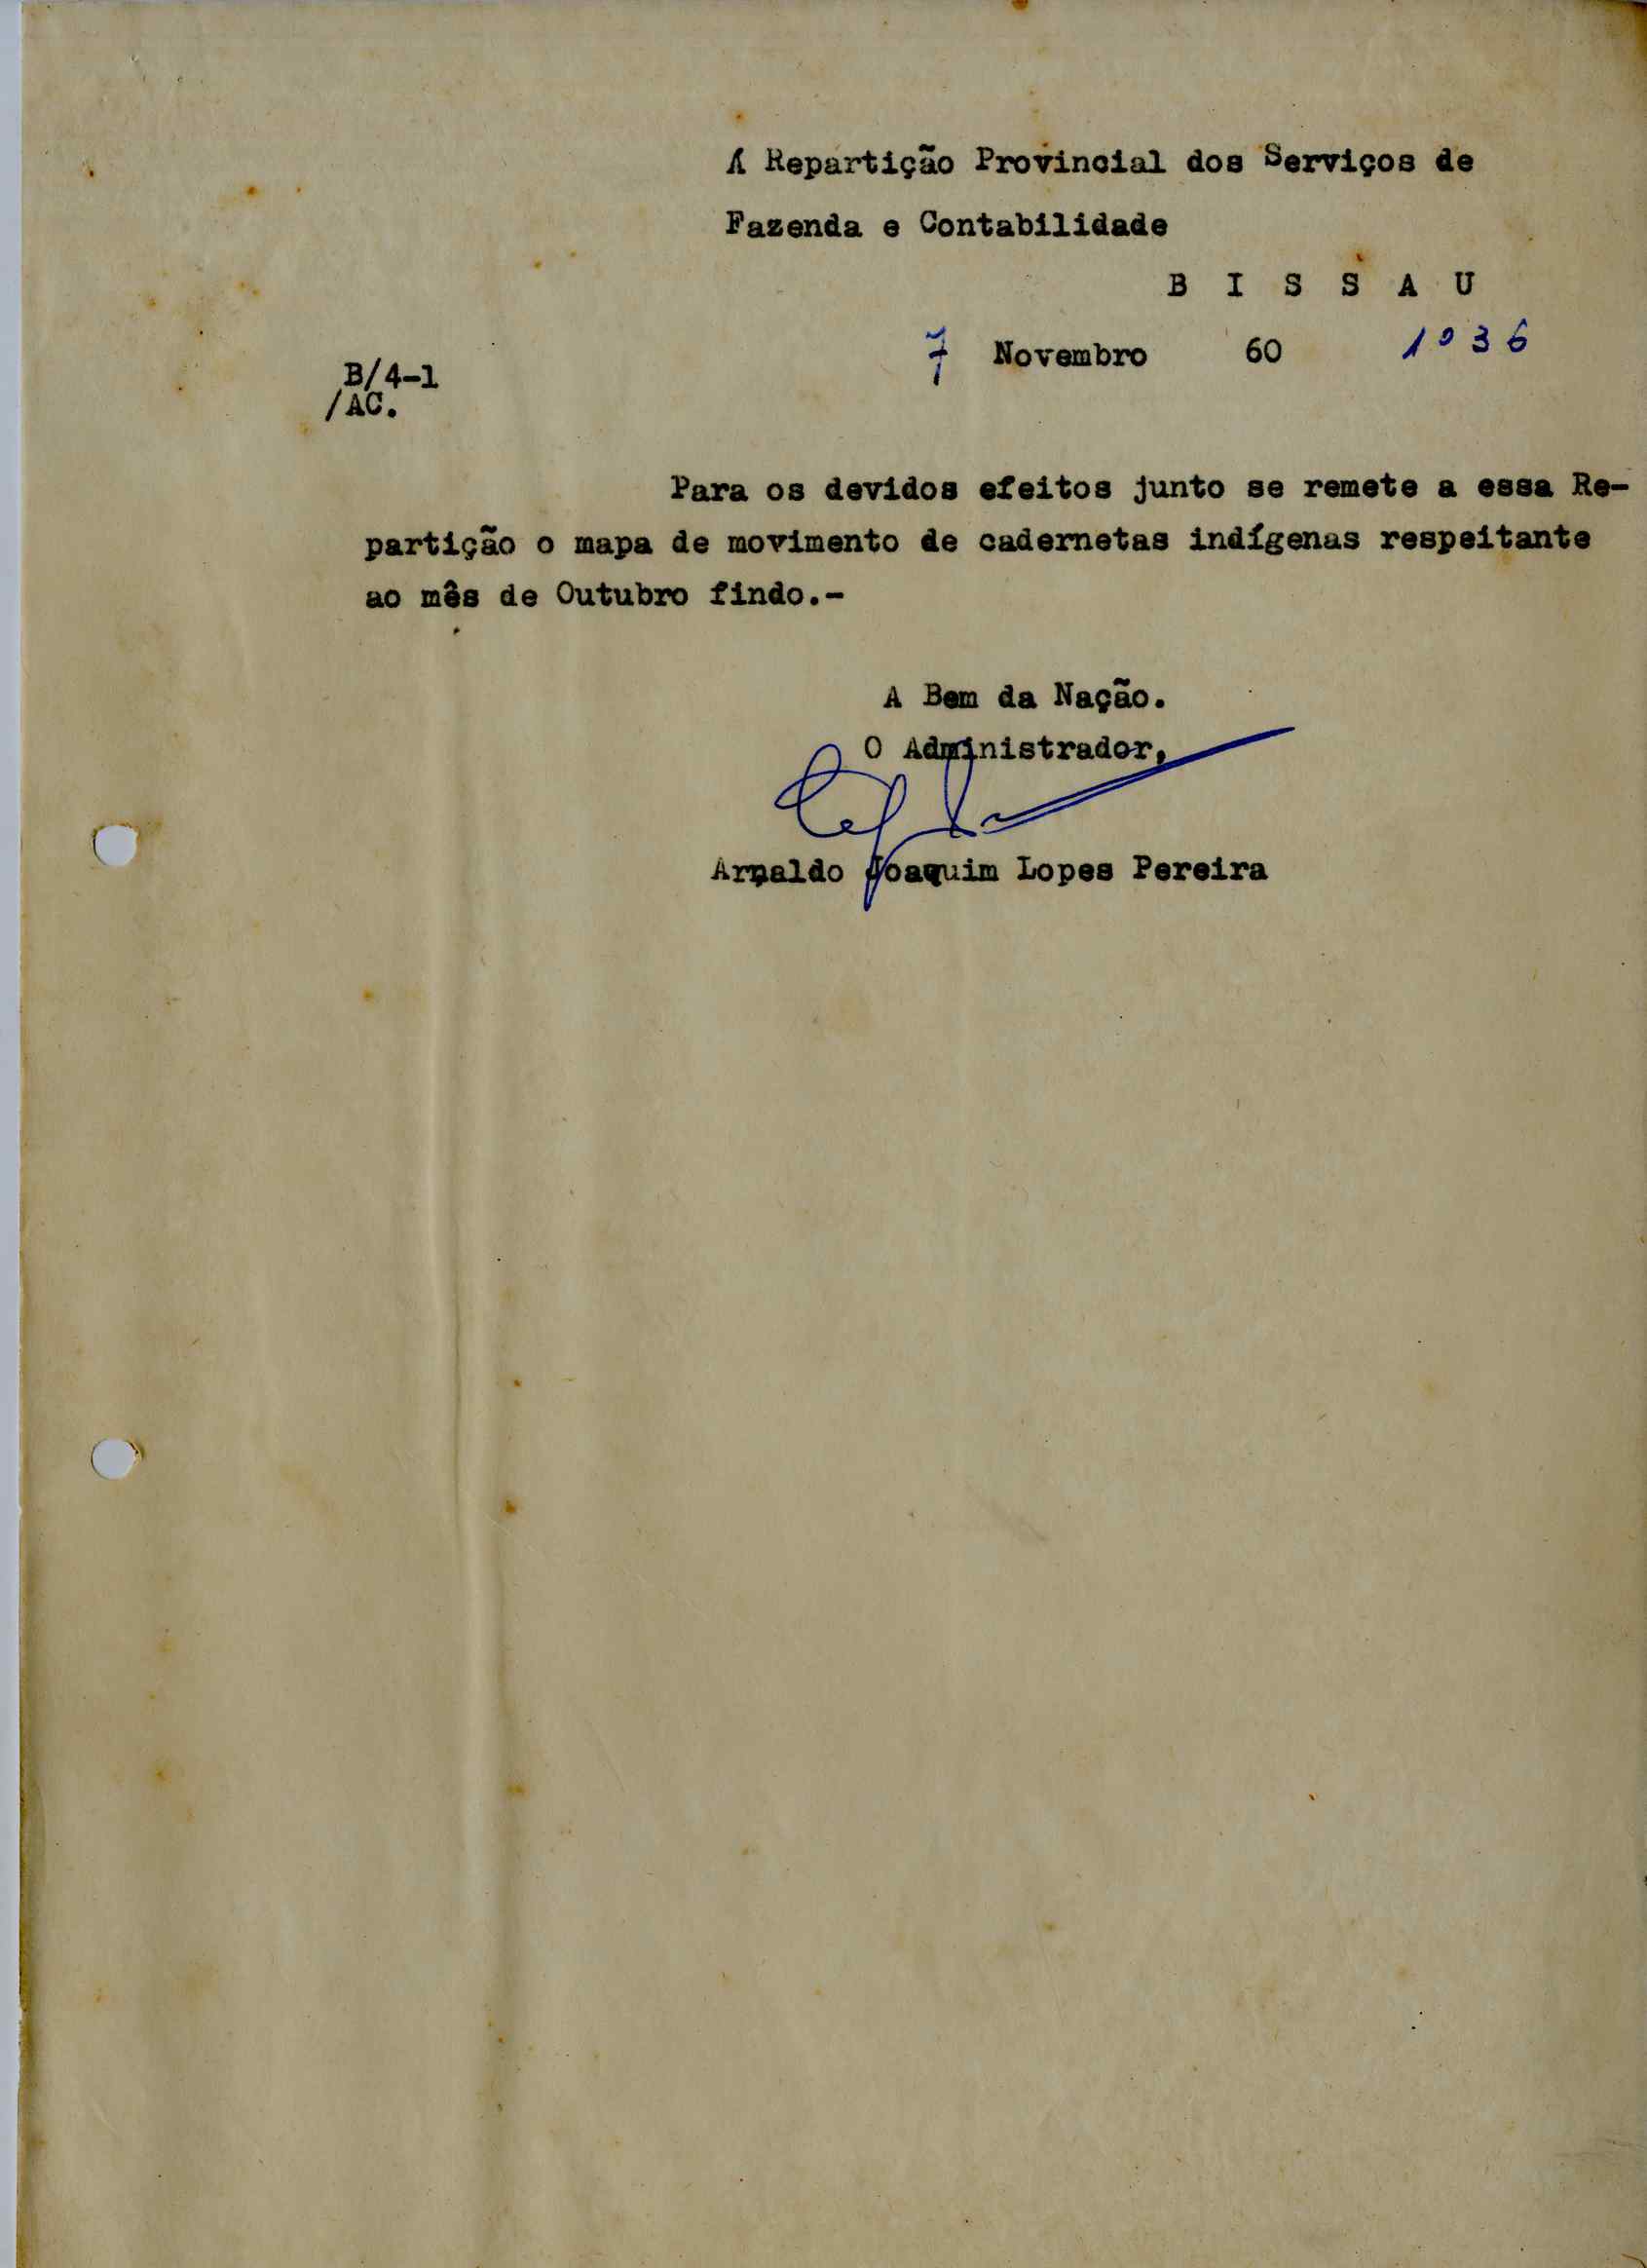 Á Repartição Provincial dos Serviços de
Fazenda e Contabilidade
B I S S A U
7 Novembro 60 1036
B/4-1
/AC.
Para os devidos efeitos junto se remete a essa Re-
partição o mapa de movimento de cadernetas indígenas respeitante
ao mês de Outubro findo.-
A Bem da Nação.
O Administrador,
Arnaldo Joaquim Lopes Pereira